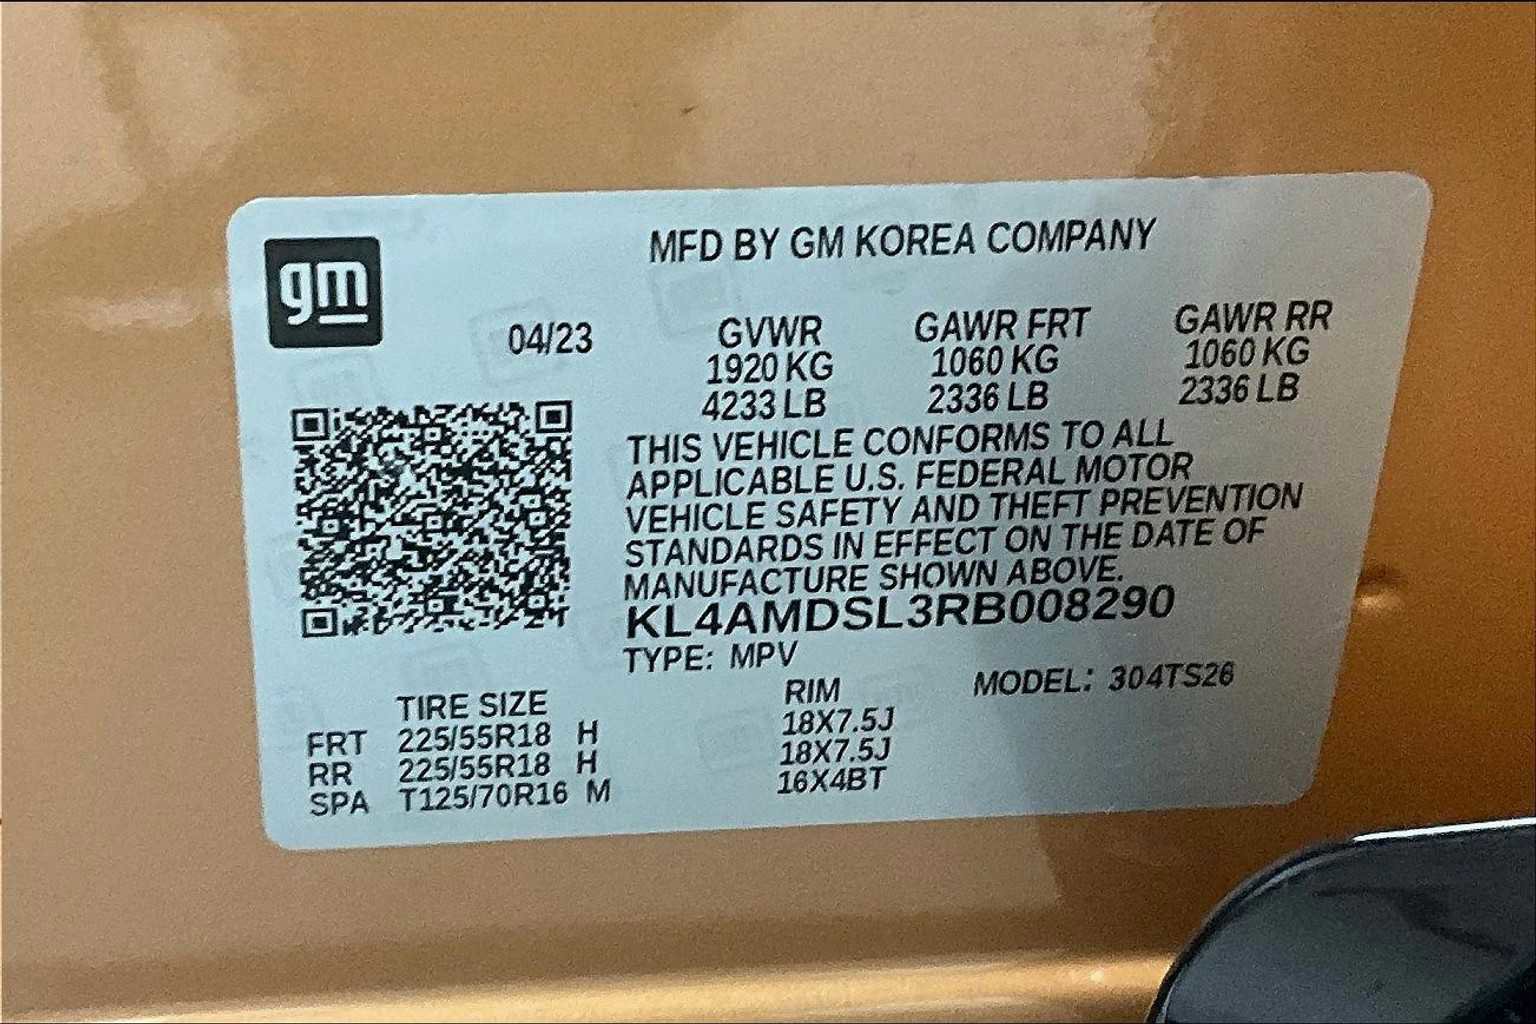 gm
MFD BY GM KOREA COMPANY
04/23 GVWR GAWR FRT GAWR RR
1920 KG 1060 KG 1060 KG
4233 LB 2336 LB 2336 LB
THIS VEHICLE CONFORMS TO ALL
APPLICABLE U.S. FEDERAL MOTOR
VEHICLE SAFETY AND THEFT PREVENTION
STANDARDS IN EFFECT ON THE DATE OF
MANUFACTURE SHOWN ABOVE.
KL4AMDSL3RB008290
TYPE: MPV
MODEL: 304TS26
TIRE SIZE RIM
FRT 225/55R18 H 18X7.5J
RR 225/55R18 H 18X7.5J
SPA T125/70R16 M 16X4BT